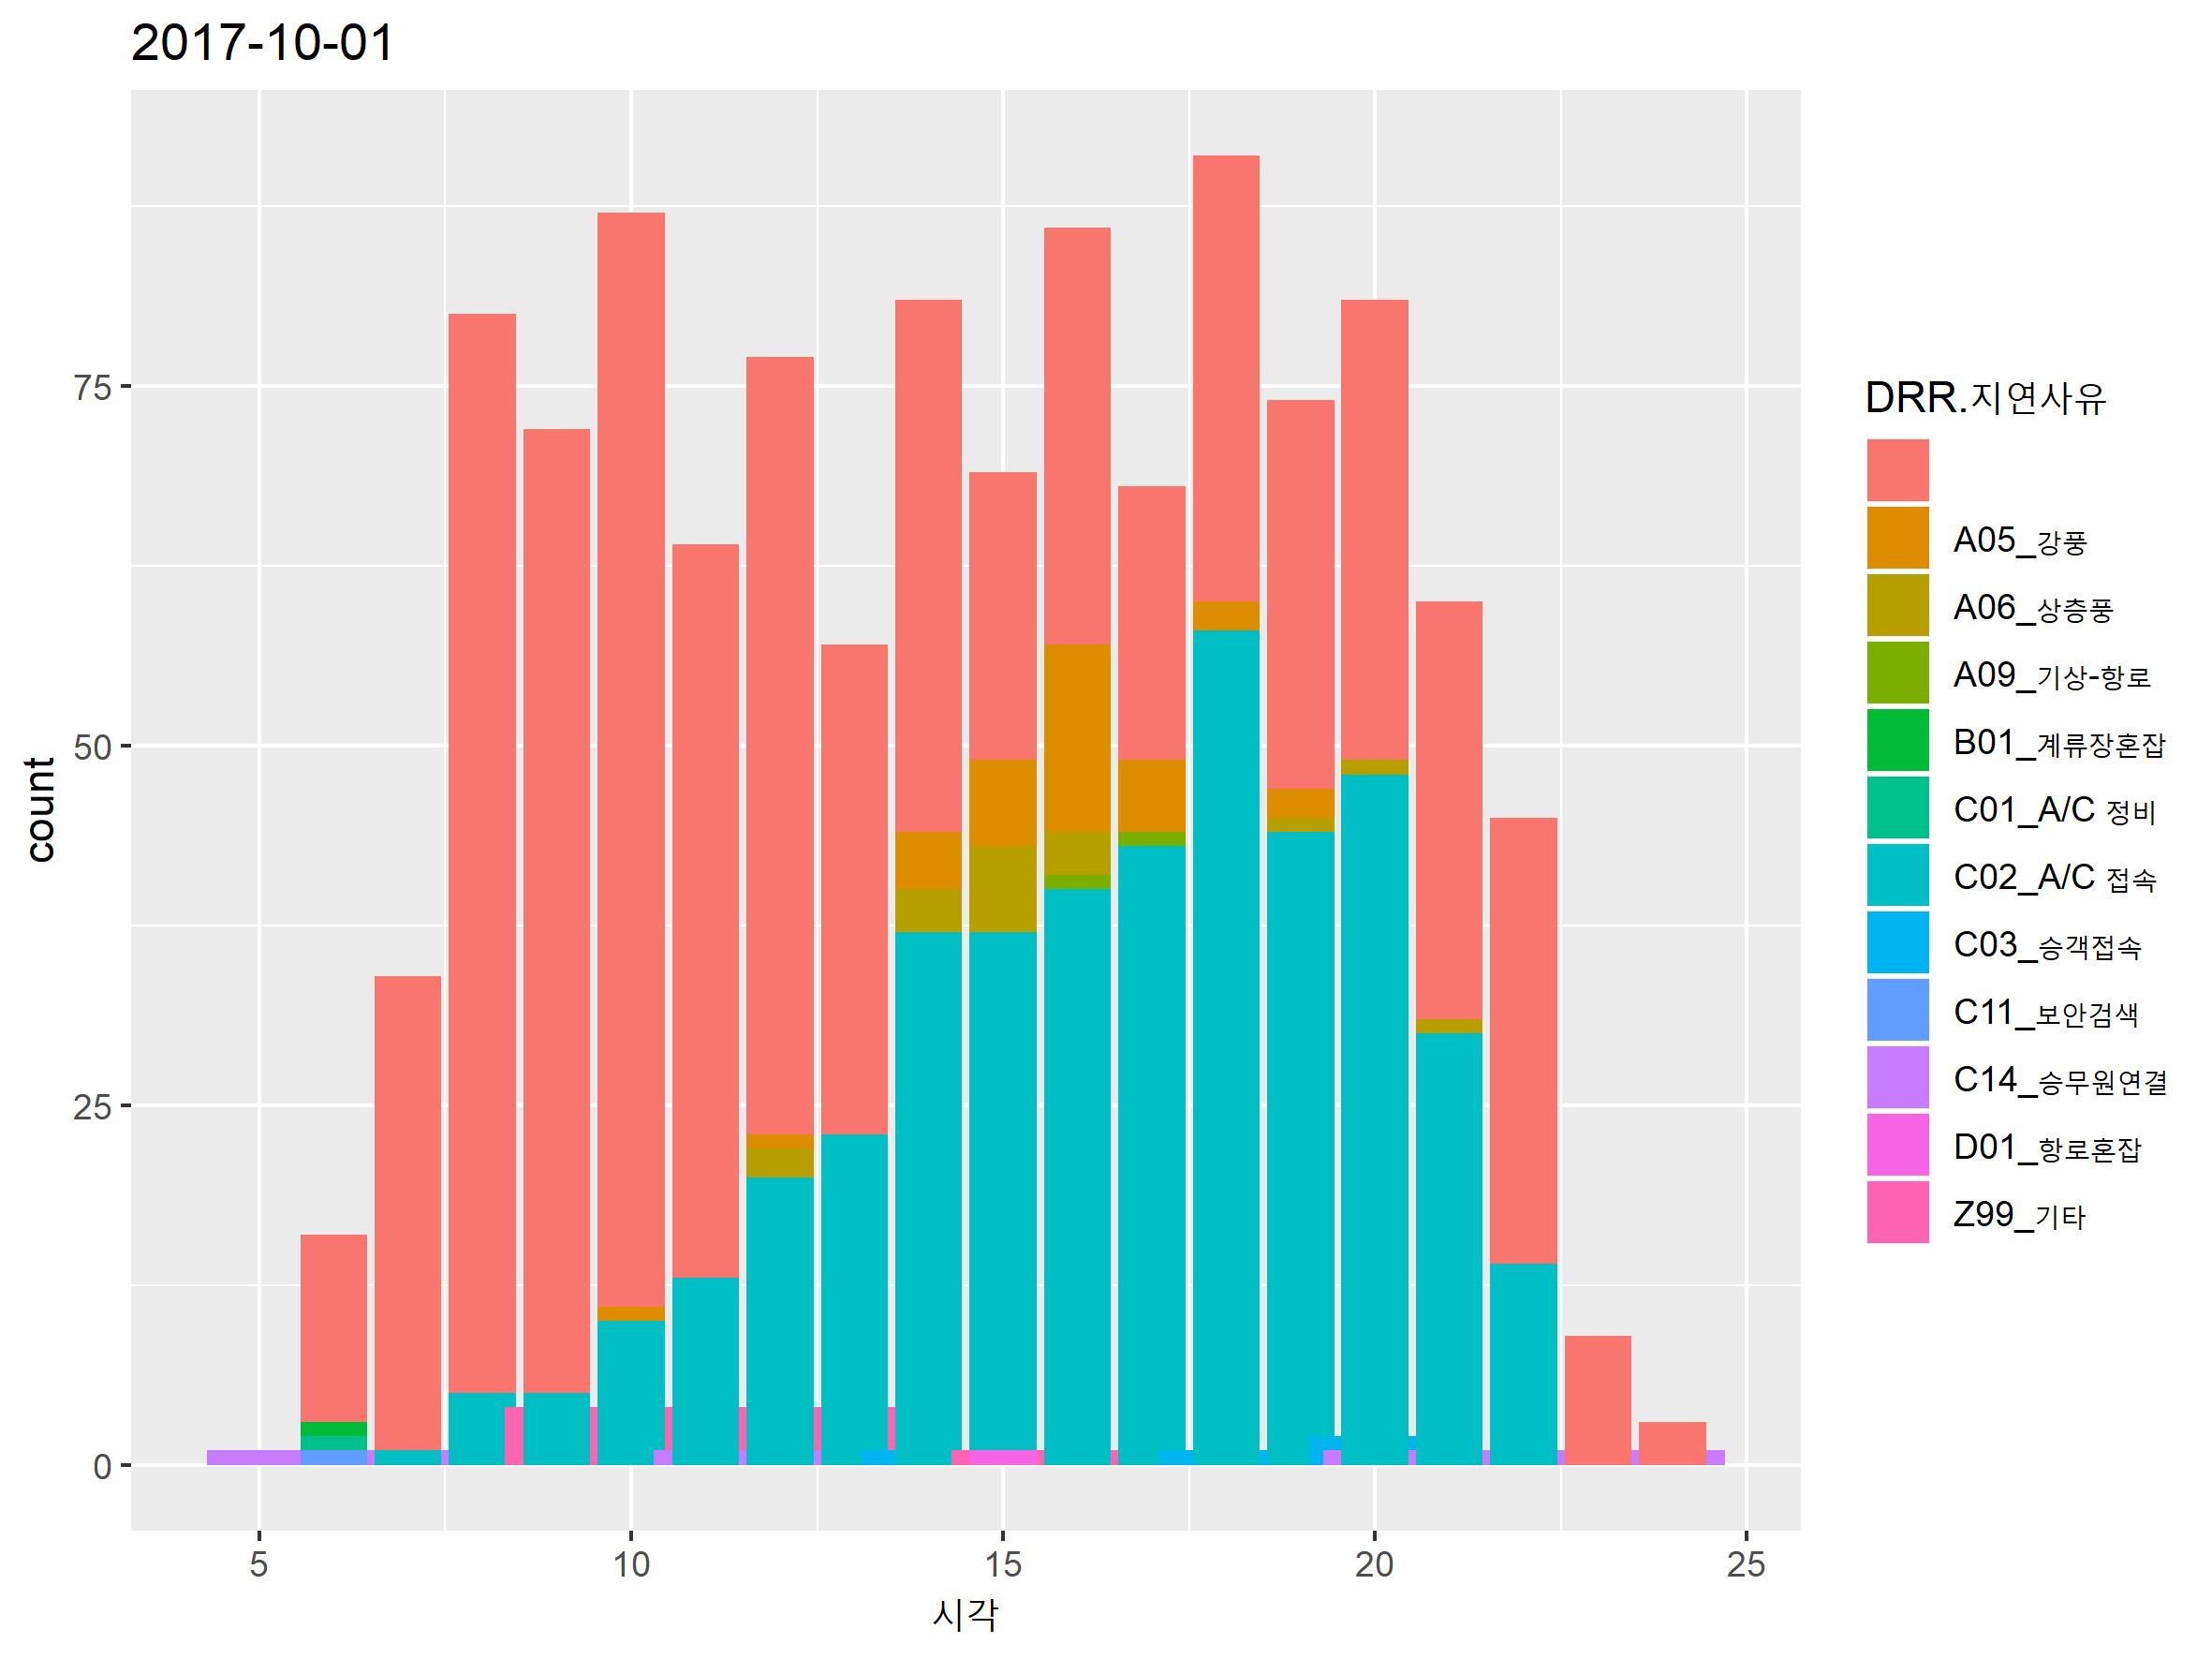 2017-10-01
75
50
25
0
count
5 10 15 20 25
시각
DRR.지연사유
A05_강풍
A06_상층풍
A09_기상-항로
B01_계류장혼잡
C01_A/C 정비
C02_A/C 접속
C03_승객접속
C11_보안검색
C14_승무원연결
D01_항로혼잡
Z99_기타